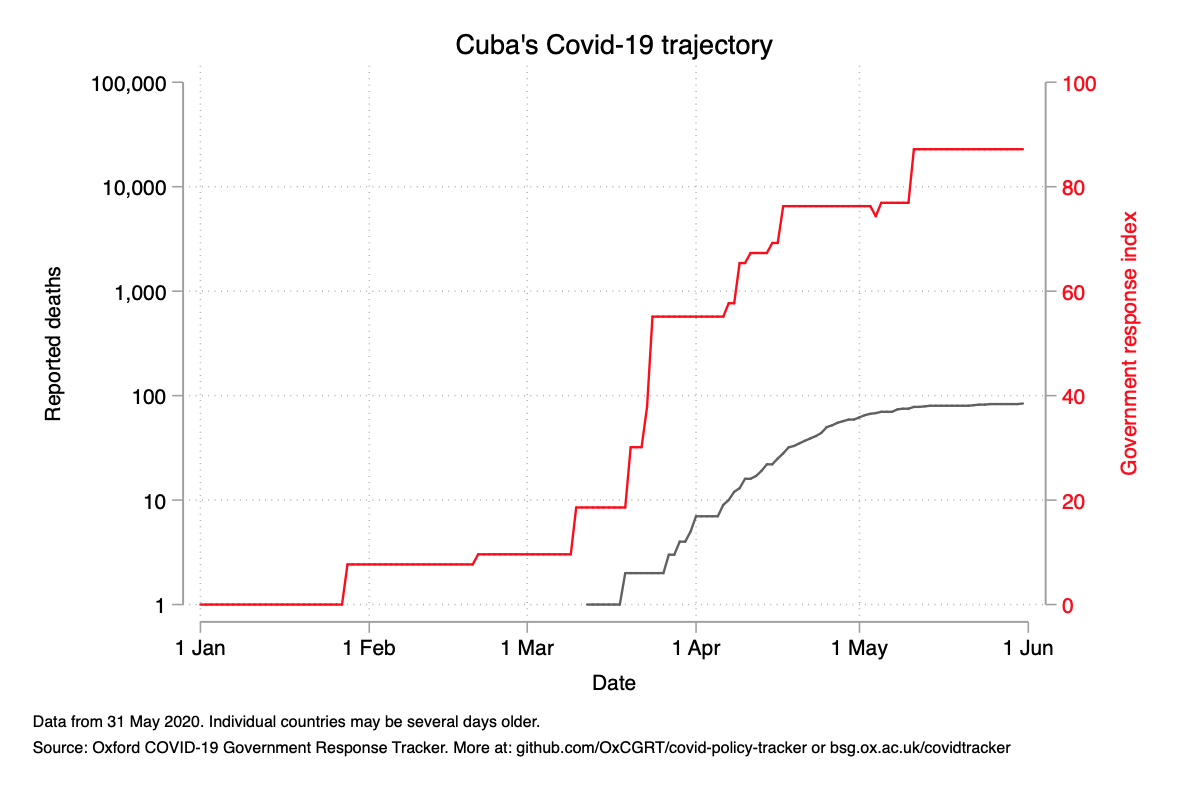 Cuba's Covid-19 trajectory
100,000
10,000
1,000
100
10
1
Reported deaths
100
80
60
40
20
0
Government response index
1 Jan
1 Feb
1 Mar
1 Apr
1 May
1 Jun
Date
Data from 31 May 2020. Individual countries may be several days older.
Source: Oxford COVID-19 Government Response Tracker. More at: github.com/OxCGRT/covid-policy-tracker or bsg.ox.ac.uk/covidtracker